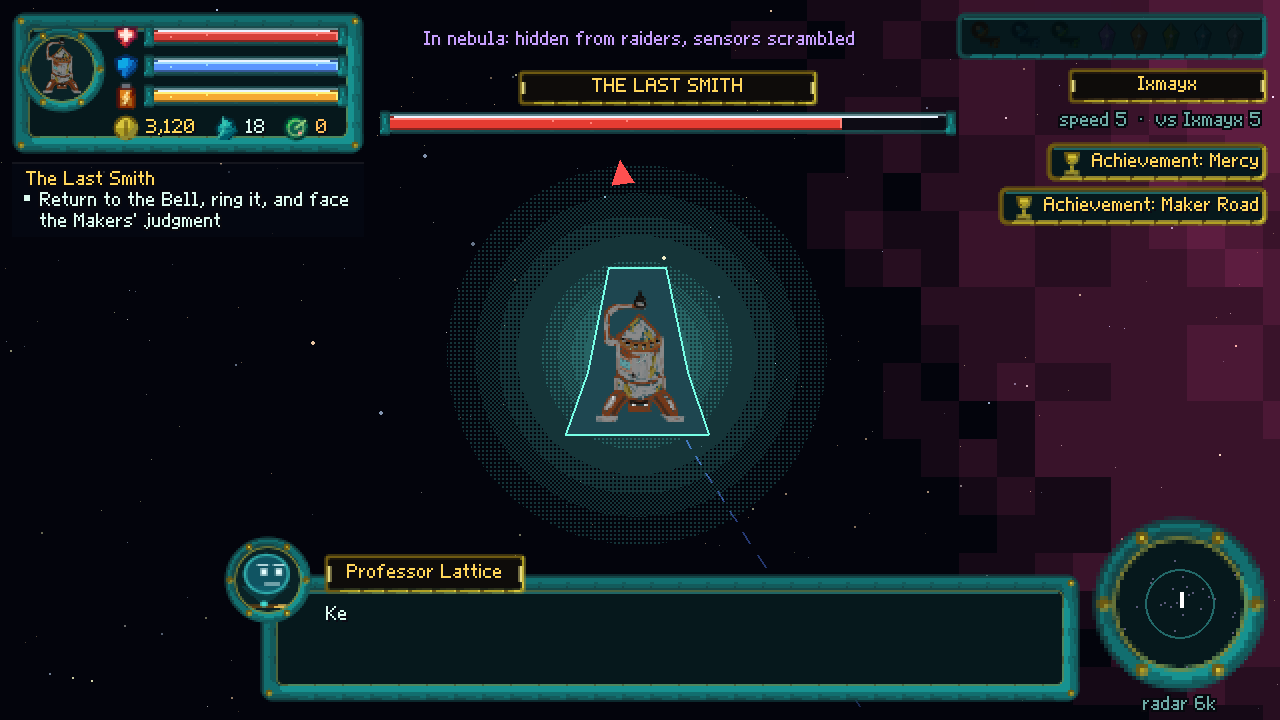 In nebula: hidden from raiders, sensors scrambled
THE LAST SMITH
3,120
18
0
The Last Smith
Return to the Bell, ring it, and face
the Makers' judgment
Ixmayx
speed 5 · vs Ixmayx 5
Achievement: Mercy
Achievement: Maker Road
Professor Lattice
Ke
radar 6k